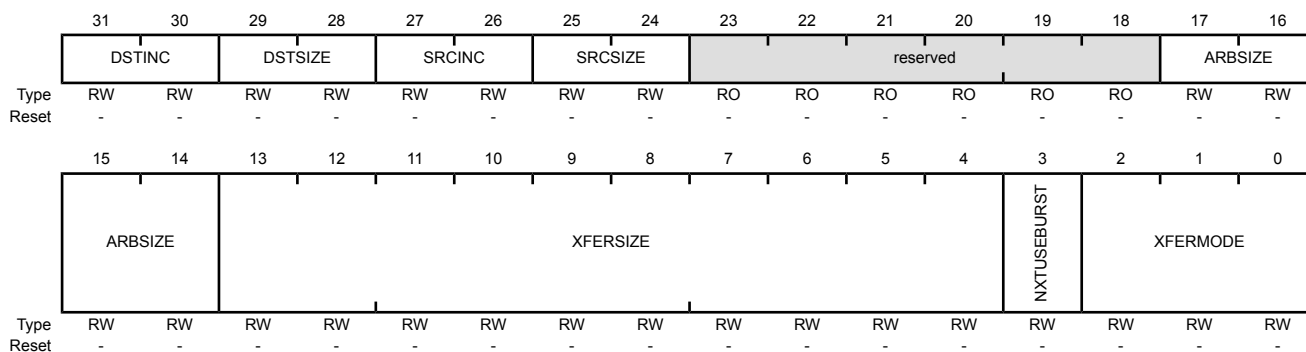 31 30 29 28 27 26 25 24 23 22 21 20 19 18 17 16
DSTINC DSTSIZE SRCINC SRCSIZE reserved ARBSIZE
Type RW RW RW RW RW RW RW RW RO RO RO RO RO RO RW RW
Reset - - - - - - - - - - - - - - - -
15 14 13 12 11 10 9 8 7 6 5 4 3 2 1 0
ARBSIZE XFERSIZE NXTUSEBURST XFERMODE
Type RW RW RW RW RW RW RW RW RW RW RW RW RW RW RW RW
Reset - - - - - - - - - - - - - - - -